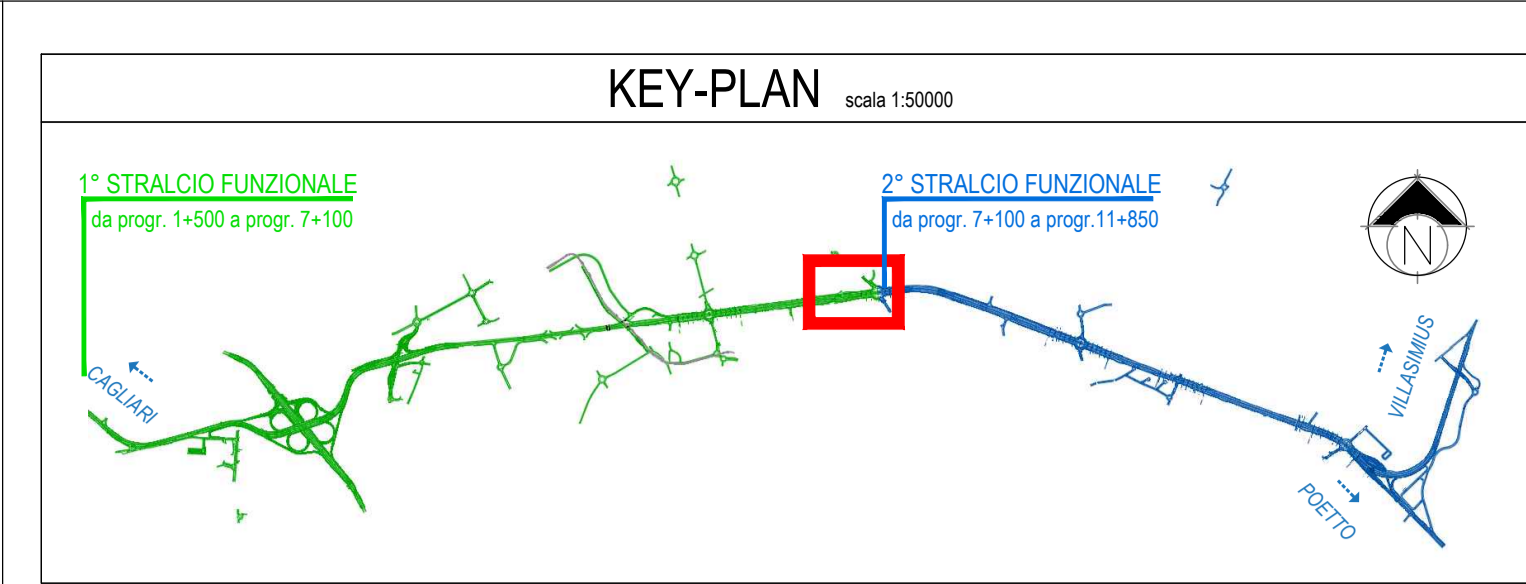 KEY-PLAN scala 1:50000
1° STRALCIO FUNZIONALE
da progr. 1+500 a progr. 7+100
2° STRALCIO FUNZIONALE
da progr. 7+100 a progr.11+850
N
CAGLIARI
VILLASIMIUS
POETTO